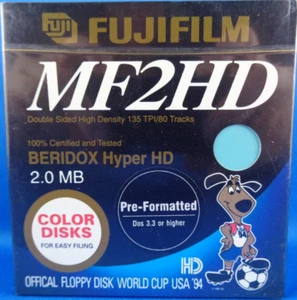 FUJI FUJIFILM
MF2HD
Double Sided High Density 135 TPI/80 Tracks
100% Certified and Tested
BERIDOX Hyper HD
2.0 MB
COLOR
DISKS
FOR EASY FILING
Pre-Formatted
Dos 3.3 or higher
HD
OFFICAL FLOPPY DISK WORLD CUP USA '94